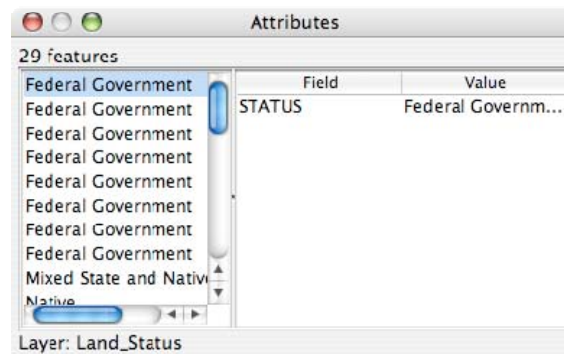 Attributes
29 features
Federal Government
Federal Government
Federal Government
Federal Government
Federal Government
Federal Government
Federal Government
Federal Government
Mixed State and Nativ
Native
Field Value
STATUS Federal Governm...
Layer: Land_Status